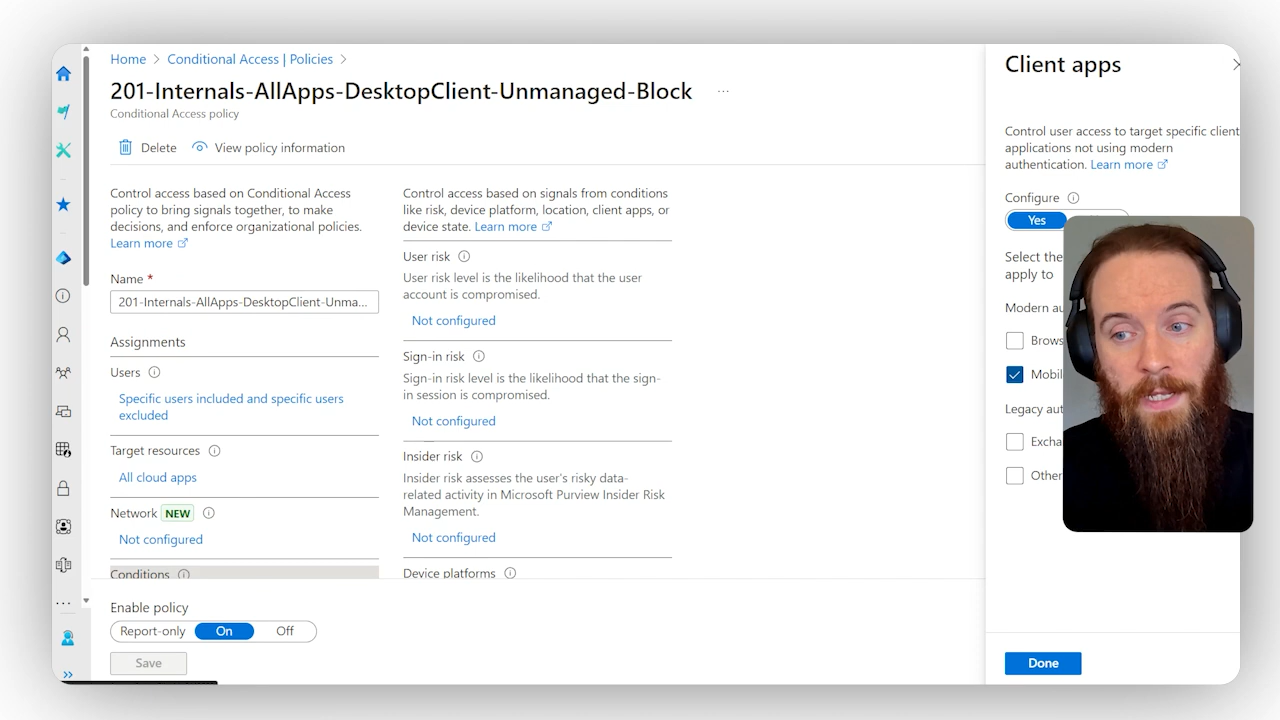 Home > Conditional Access | Policies >
201-Internals-AllApps-DesktopClient-Unmanaged-Block ...
Conditional Access policy
Delete View policy information
Control access based on Conditional Access
policy to bring signals together, to make
decisions, and enforce organizational policies.
Learn more
Name *
201-Internals-AllApps-DesktopClient-Unma...
Assignments
Users
Specific users included and specific users
excluded
Target resources
All cloud apps
Network NEW
Not configured
Conditions
Control access based on signals from conditions
like risk, device platform, location, client apps, or
device state. Learn more
User risk
User risk level is the likelihood that the user
account is compromised.
Not configured
Sign-in risk
Sign-in risk level is the likelihood that the sign-
in session is compromised.
Not configured
Insider risk
Insider risk assesses the user's risky data-
related activity in Microsoft Purview Insider Risk
Management.
Not configured
Device platforms
Enable policy
Report-only On Off
Save
Client apps
Control user access to target specific client
applications not using modern
authentication. Learn more
Configure
Yes
Select the
apply to
Modern au
Brows
Mobil
Legacy aut
Excha
Other
Done